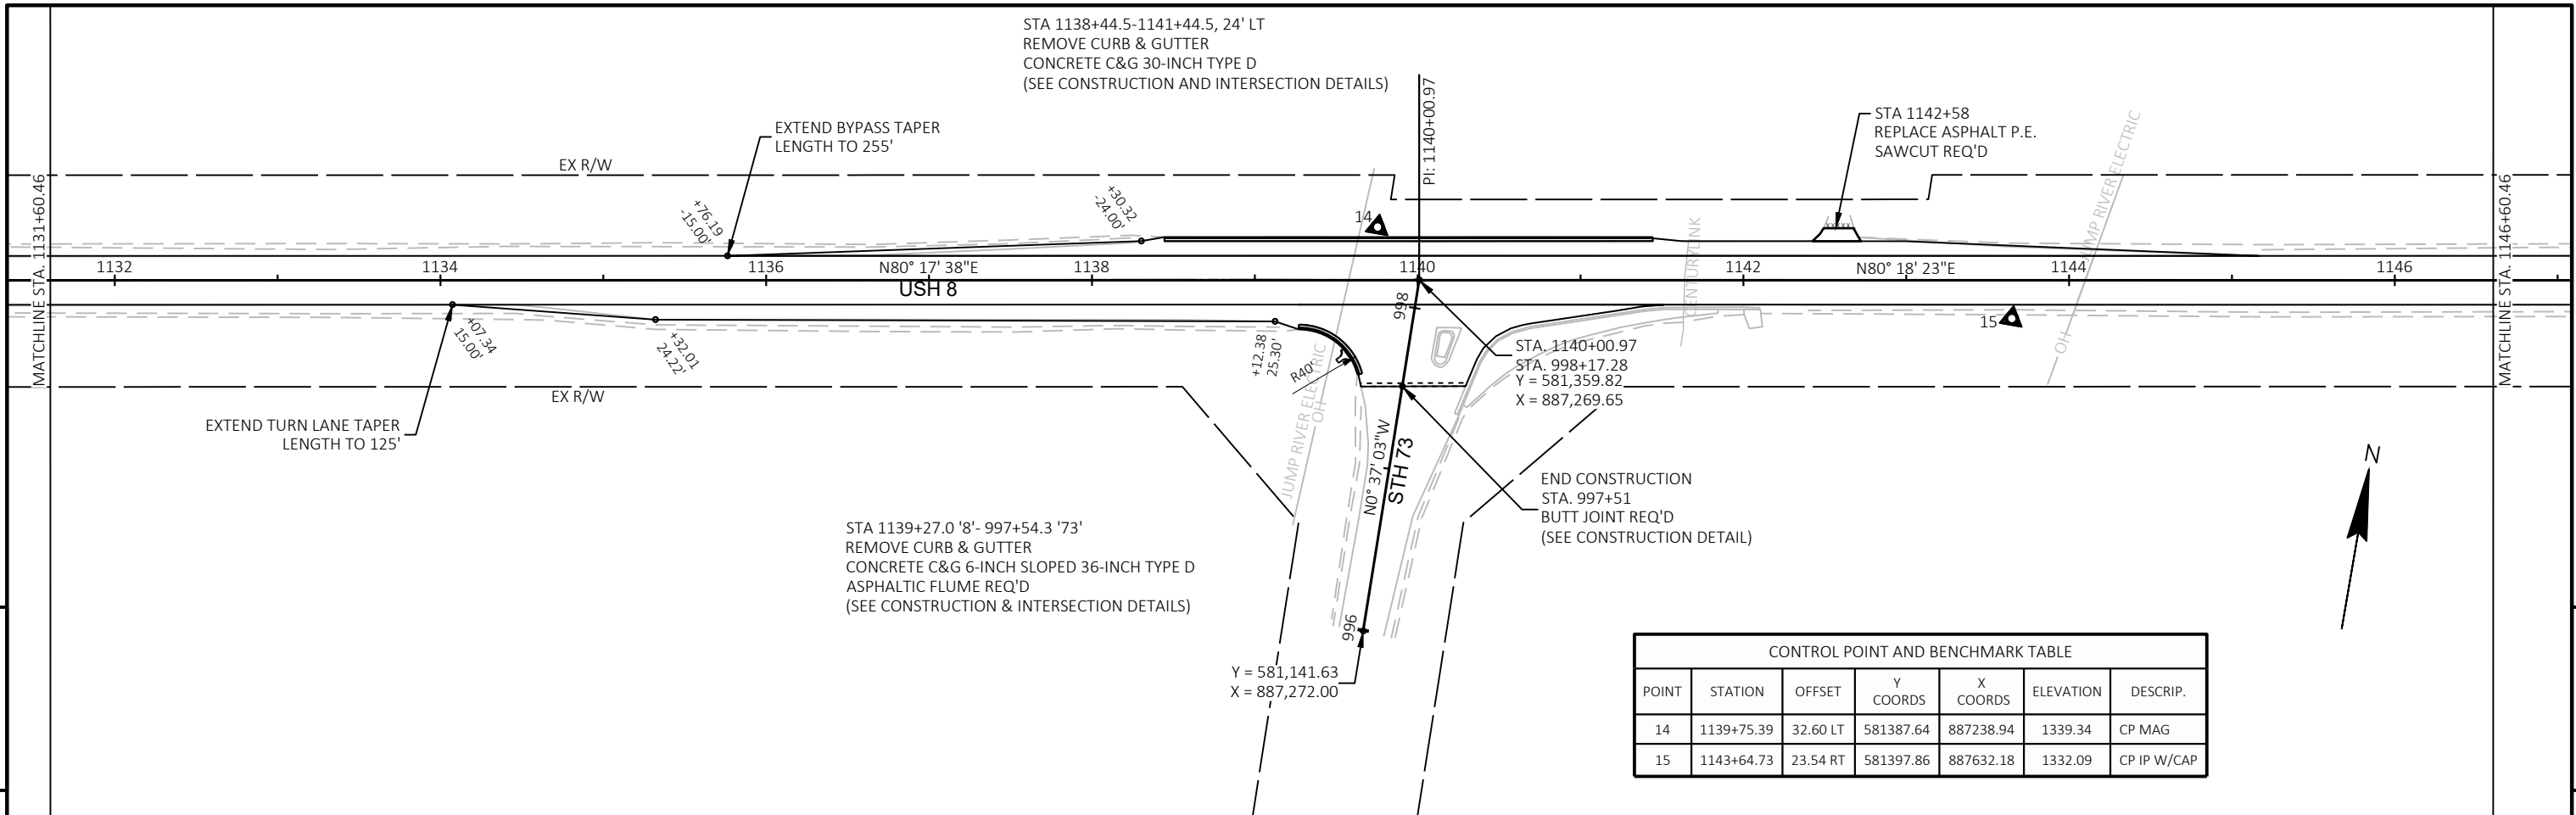 STA 1138+44.5-1141+44.5, 24' LT
REMOVE CURB & GUTTER
CONCRETE C&G 30-INCH TYPE D
(SEE CONSTRUCTION AND INTERSECTION DETAILS)
PI: 1140+00.97
EXTEND BYPASS TAPER
LENGTH TO 255'
STA 1142+58
REPLACE ASPHALT P.E.
SAWCUT REQ'D
JUMP RIVER ELECTRIC
OH
EX R/W
MATCHLINE STA. 1131+60.46
MATCHLINE STA. 1146+60.46
+76.19
-15.00'
+30.32
-24.00'
14
CENTURYLINK
1132
1134
1136
N80° 17' 38"E
1138
1140
1142
N80° 18' 23"E
1144
1146
USH 8
998
15
+07.34
15.00'
+32.01
24.22'
+12.38
25.30'
R40'
JUMP RIVER ELECTRIC
OH
STA. 1140+00.97
STA. 998+17.28
Y = 581,359.82
X = 887,269.65
EX R/W
EXTEND TURN LANE TAPER
LENGTH TO 125'
N0° 37' 03"W
STH 73
N
END CONSTRUCTION
STA. 997+51
BUTT JOINT REQ'D
(SEE CONSTRUCTION DETAIL)
STA 1139+27.0 '8'- 997+54.3 '73'
REMOVE CURB & GUTTER
CONCRETE C&G 6-INCH SLOPED 36-INCH TYPE D
ASPHALTIC FLUME REQ'D
(SEE CONSTRUCTION & INTERSECTION DETAILS)
996
Y = 581,141.63
X = 887,272.00
CONTROL POINT AND BENCHMARK TABLE
POINT STATION OFFSET Y COORDS X COORDS ELEVATION DESCRIP.
14 1139+75.39 32.60 LT 581387.64 887238.94 1339.34 CP MAG
15 1143+64.73 23.54 RT 581397.86 887632.18 1332.09 CP IP W/CAP